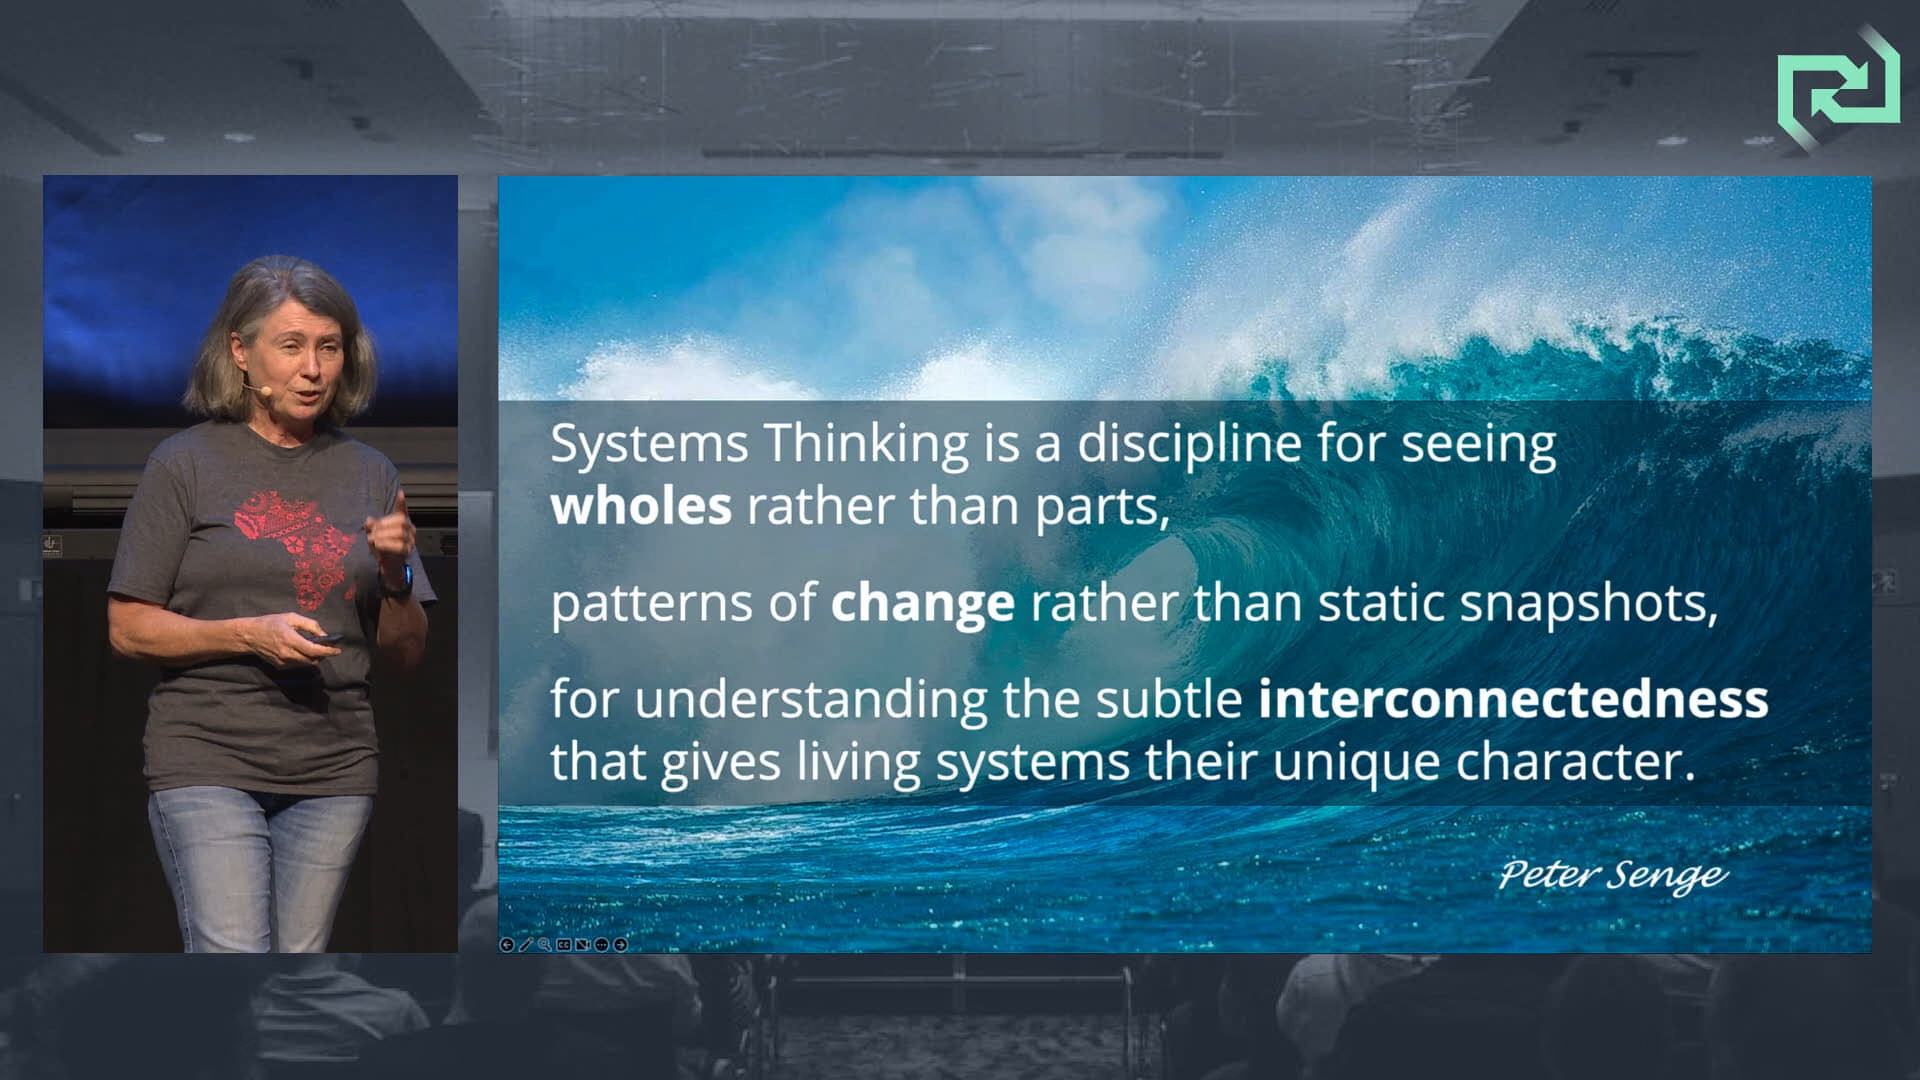 Systems Thinking is a discipline for seeing
wholes rather than parts,
patterns of change rather than static snapshots,
for understanding the subtle interconnectedness
that gives living systems their unique character.
Peter Senge